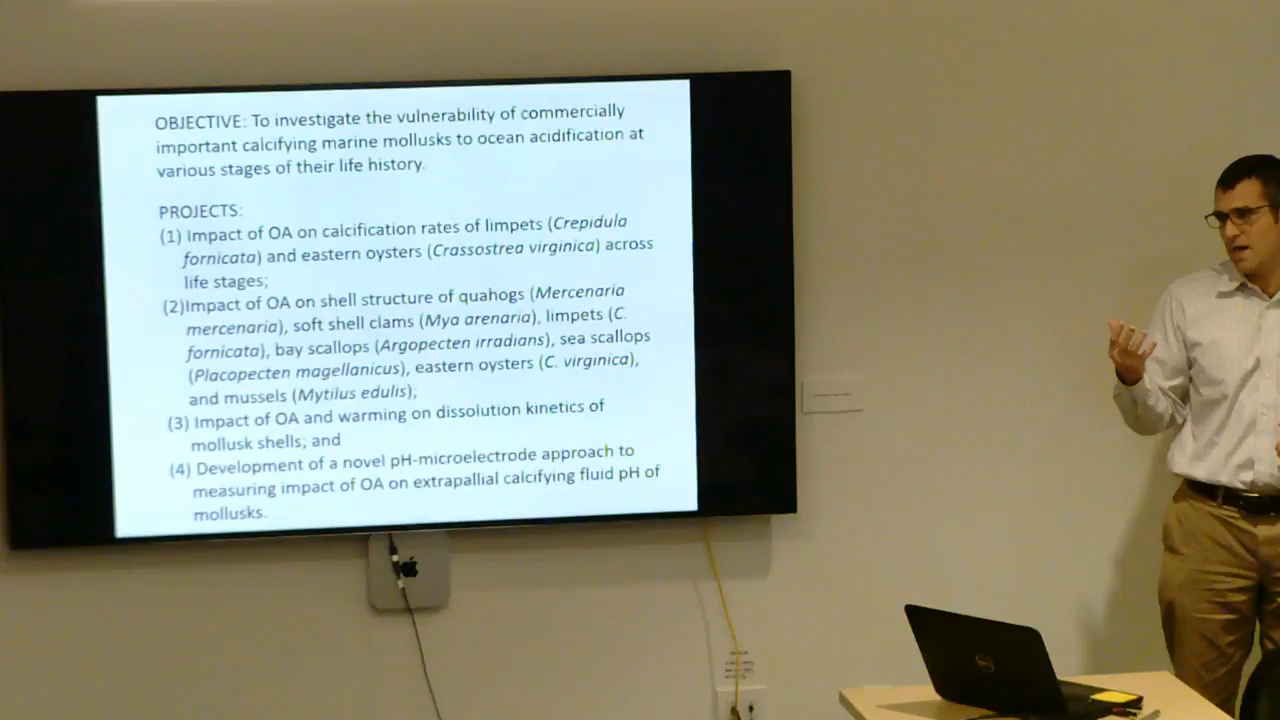 OBJECTIVE: To investigate the vulnerability of commercially
important calcifying marine mollusks to ocean acidification at
various stages of their life history.
PROJECTS:
(1) Impact of OA on calcification rates of limpets (Crepidula
fornicata) and eastern oysters (Crassostrea virginica) across
life stages;
(2)Impact of OA on shell structure of quahogs (Mercenaria
mercenaria), soft shell clams (Mya arenaria), limpets (C.
fornicata), bay scallops (Argopecten irradians), sea scallops
(Placopecten magellanicus), eastern oysters (C. virginica),
and mussels (Mytilus edulis);
(3) Impact of OA and warming on dissolution kinetics of
mollusk shells; and
(4) Development of a novel pH-microelectrode approach to
measuring impact of OA on extrapallial calcifying fluid pH of
mollusks.